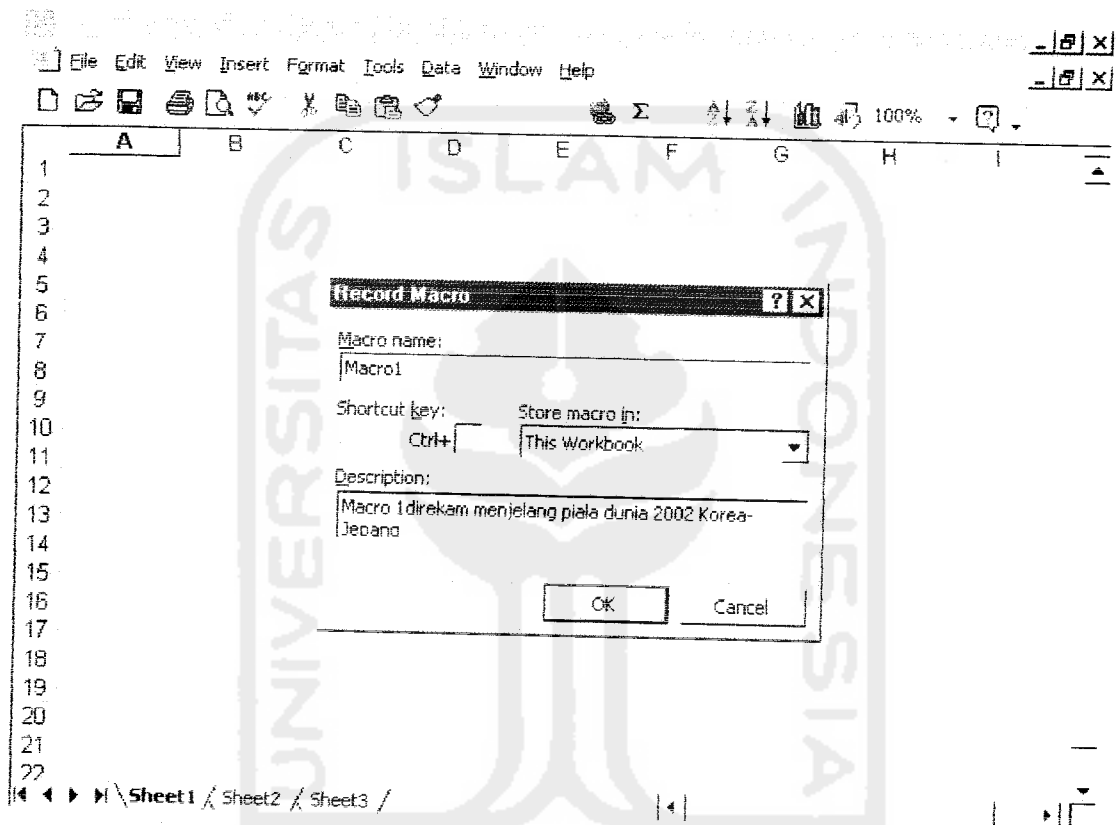 File Edit View Insert Format Tools Data Window Help
ABC Σ A Z Z A 100% ?
A B C D E F G H I
1
2
3
4
5
6
7
8
9
10
11
12
13
14
15
16
17
18
19
20
21
22
Record Macro
Macro name:
Macro1
Shortcut key: Store macro in:
Ctrl+ This Workbook
Description:
Macro 1direkam menjelang piala dunia 2002 Korea-
Jepang
OK Cancel
Sheet1 Sheet2 Sheet3
UNIVERSITAS
ISLAM
INDONESIA